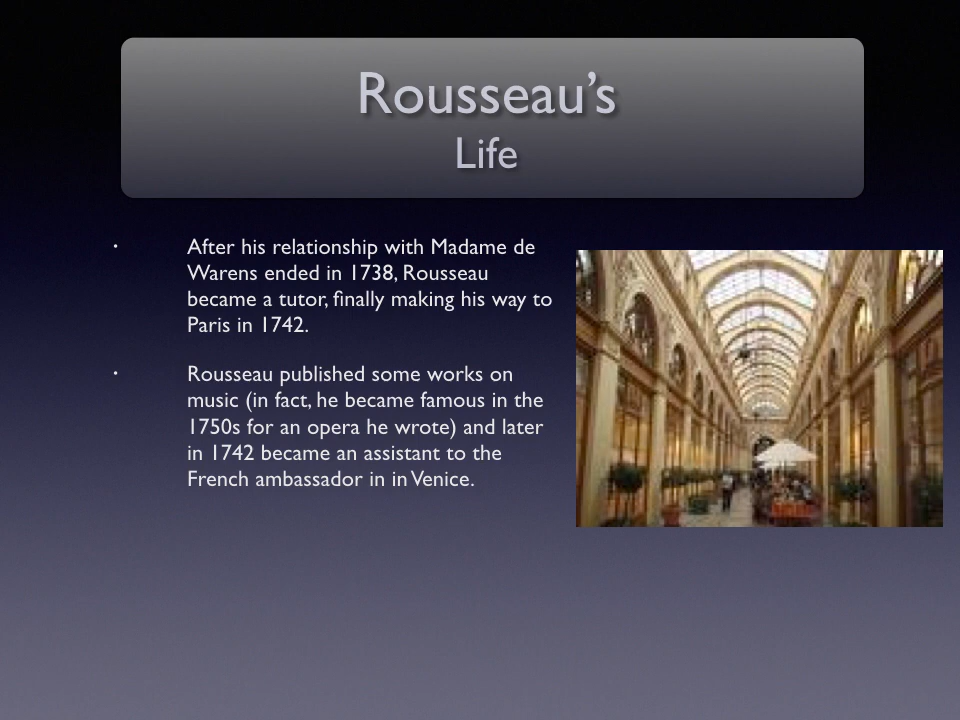 Rousseau’s
Life
• After his relationship with Madame de
Warens ended in 1738, Rousseau
became a tutor, finally making his way to
Paris in 1742.
• Rousseau published some works on
music (in fact, he became famous in the
1750s for an opera he wrote) and later
in 1742 became an assistant to the
French ambassador in in Venice.